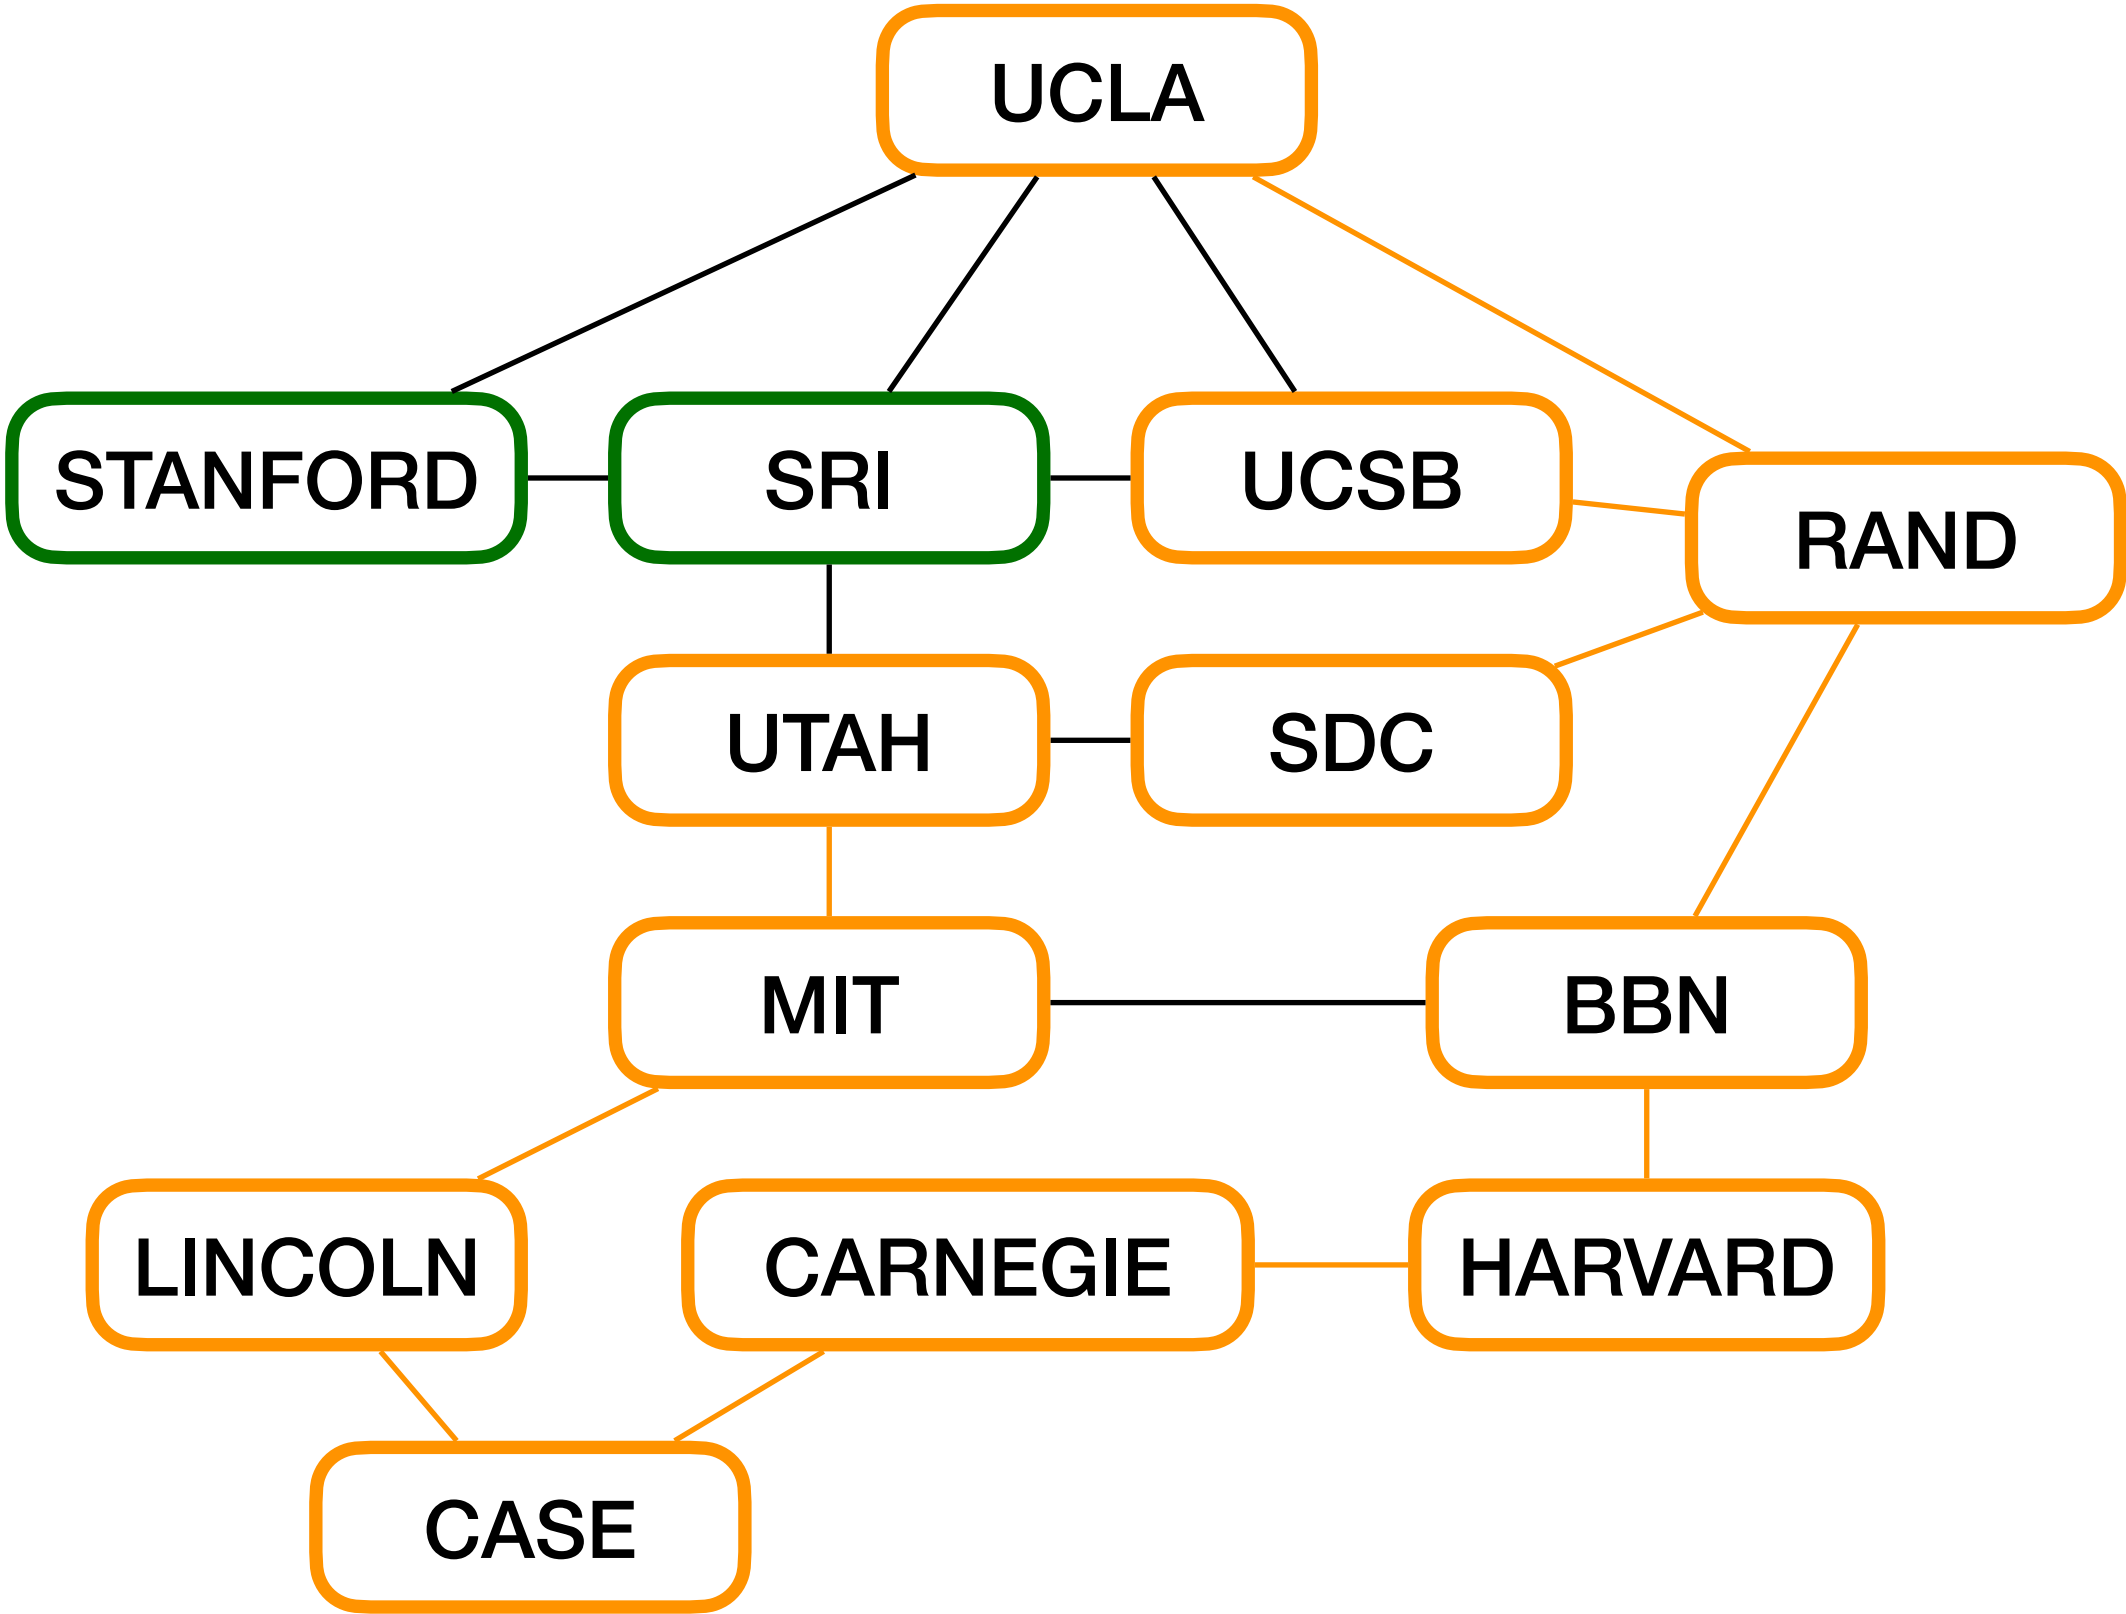 UCLA
STANFORD
SRI
UCSB
RAND
UTAH
SDC
MIT
BBN
LINCOLN
CARNEGIE
HARVARD
CASE